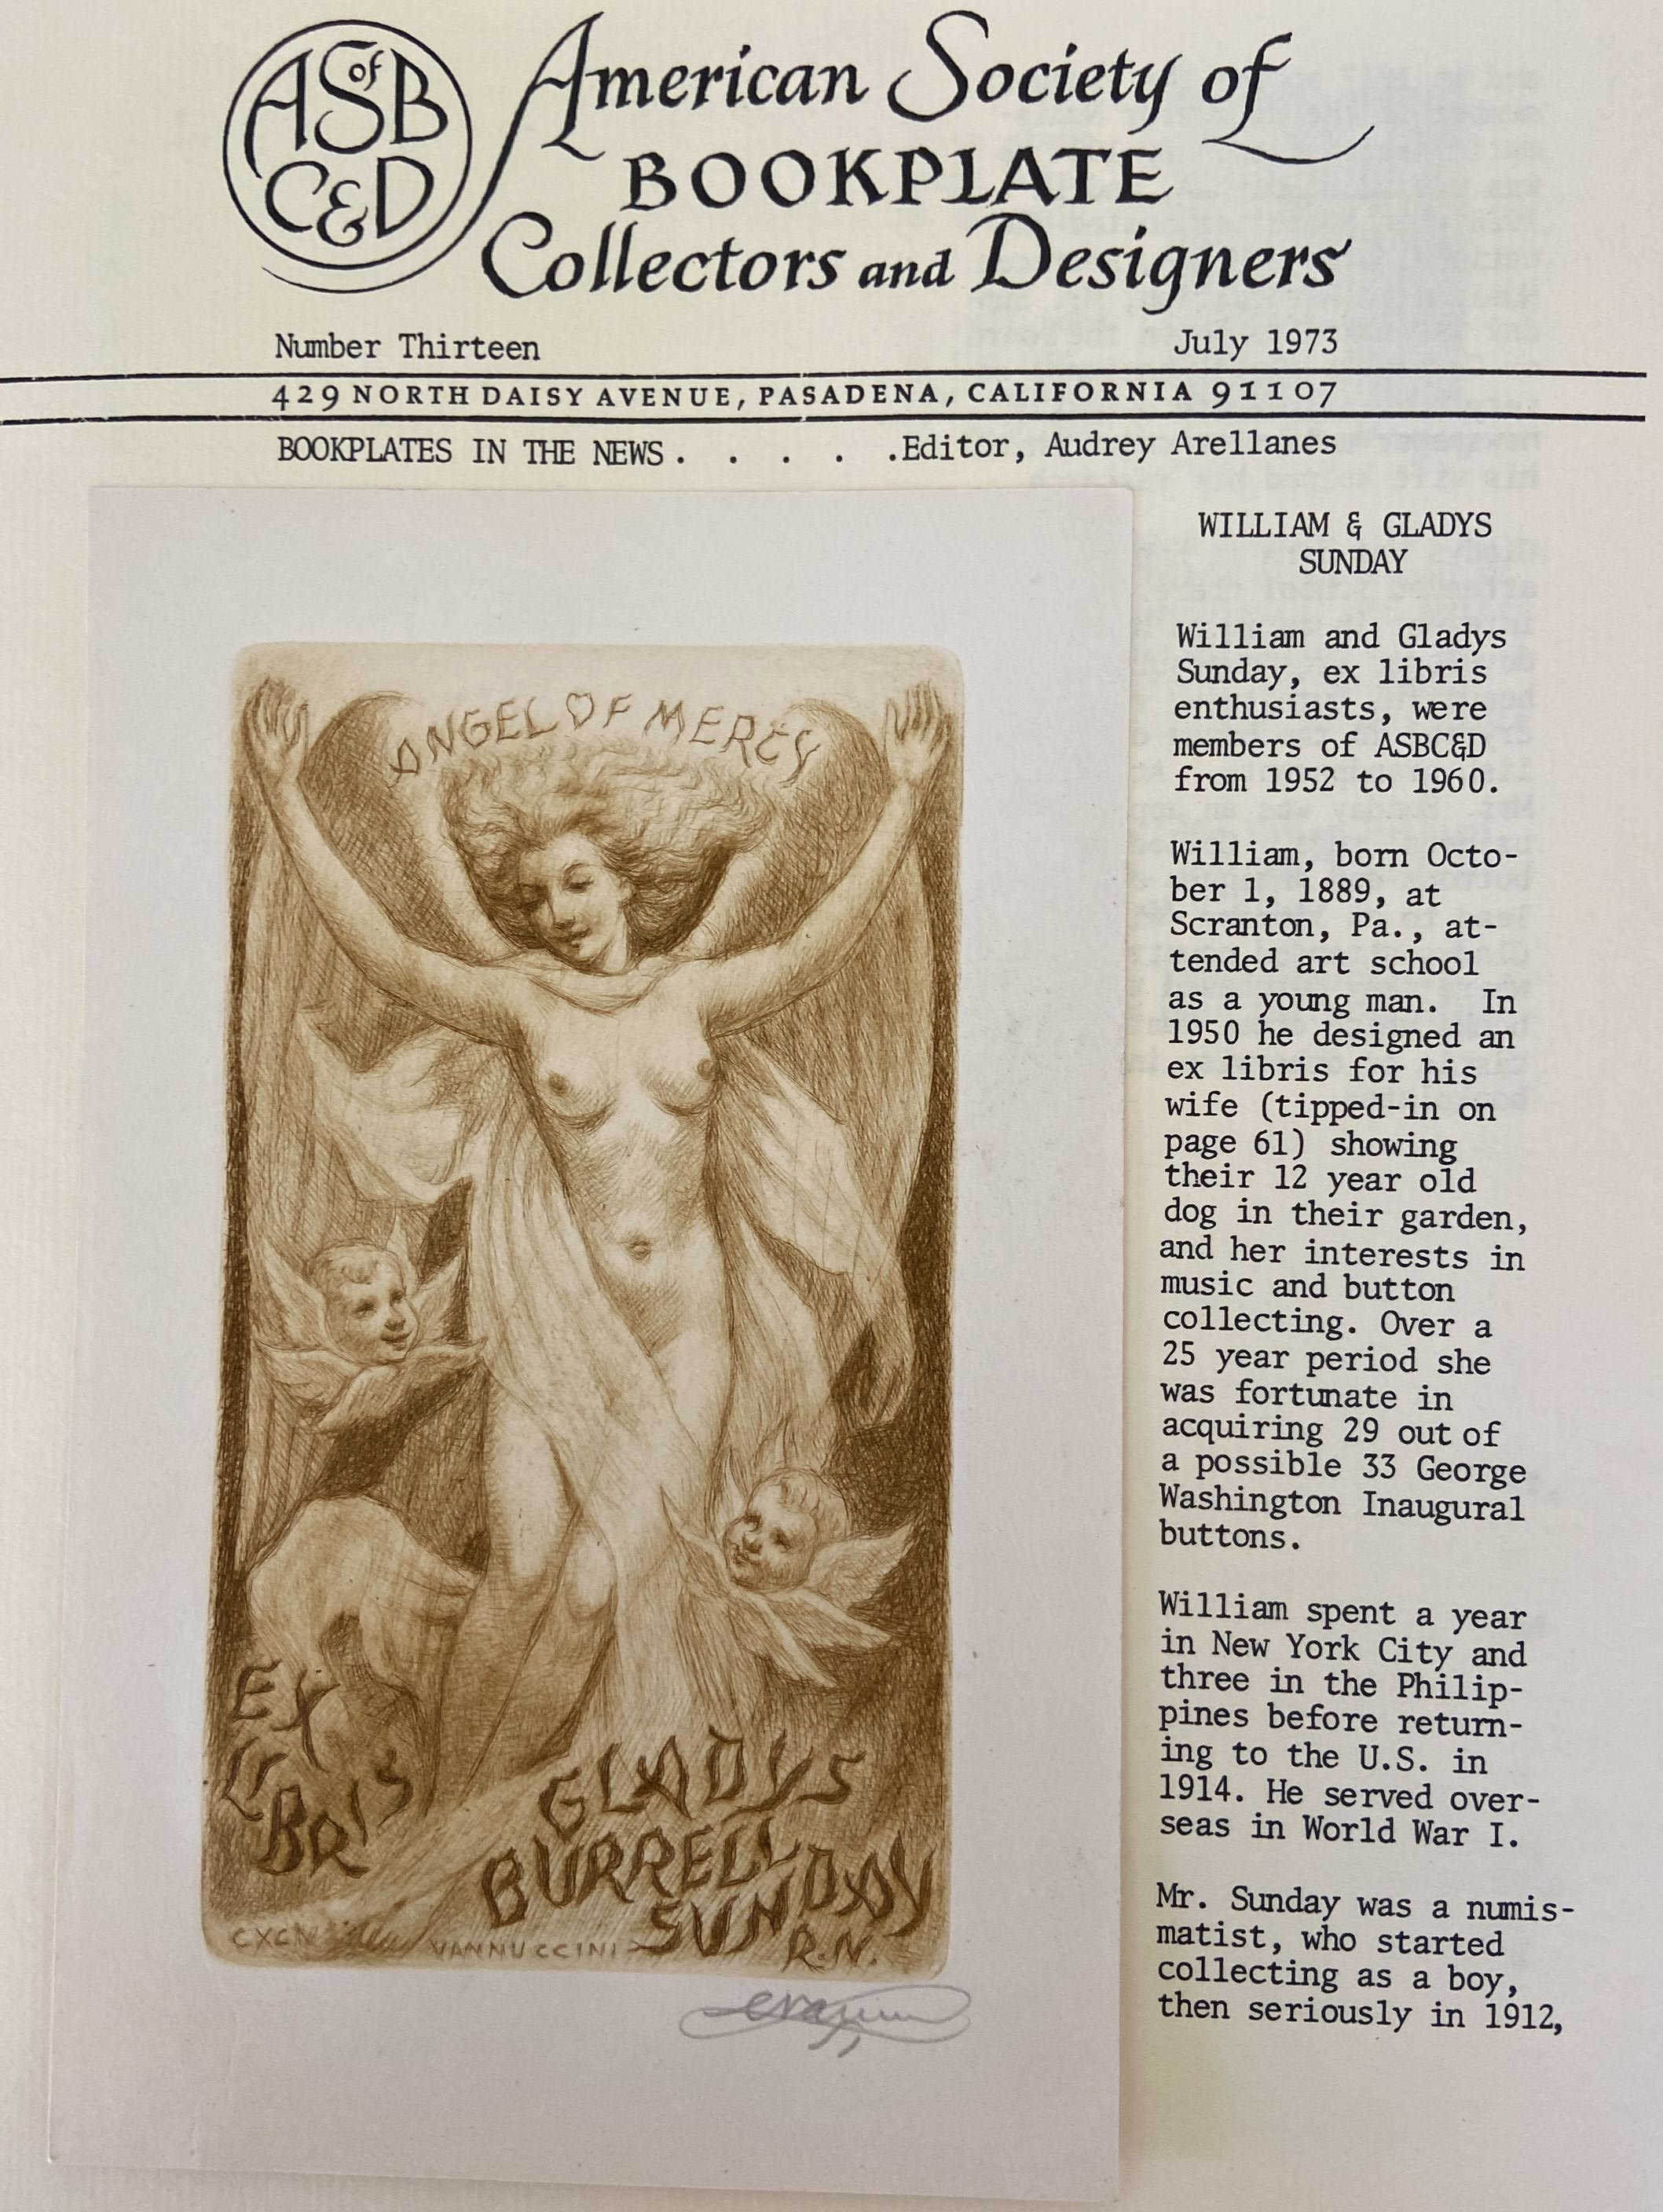 ASofB
C&D
American Society of
BOOKPLATE
Collectors and Designers
Number Thirteen July 1973
429 NORTH DAISY AVENUE, PASADENA, CALIFORNIA 91107
BOOKPLATES IN THE NEWS. . . . . .Editor, Audrey Arellanes
ANGEL OF MERCY
EX
LI
BRIS
GLADYS
BURRELL
SUNDAY
R.N.
VANNUCCINI
WILLIAM & GLADYS
SUNDAY
William and Gladys
Sunday, ex libris
enthusiasts, were
members of ASBC&D
from 1952 to 1960.
William, born Octo-
ber 1, 1889, at
Scranton, Pa., at-
tended art school
as a young man. In
1950 he designed an
ex libris for his
wife (tipped-in on
page 61) showing
their 12 year old
dog in their garden,
and her interests in
music and button
collecting. Over a
25 year period she
was fortunate in
acquiring 29 out of
a possible 33 George
Washington Inaugural
buttons.
William spent a year
in New York City and
three in the Philip-
pines before return-
ing to the U.S. in
1914. He served over-
seas in World War I.
Mr. Sunday was a numis-
matist, who started
collecting as a boy,
then seriously in 1912,